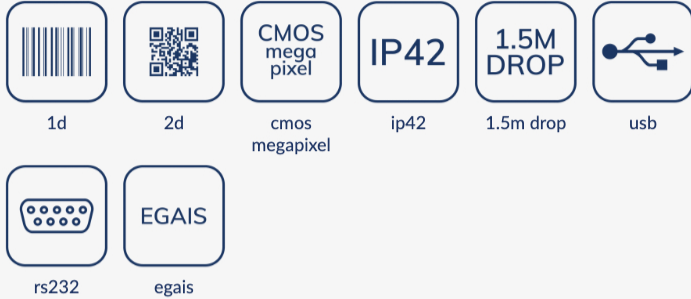 CMOS
mega
pixel
IP42
1.5M
DROP
1d
2d
cmos
megapixel
ip42
1.5m drop
usb
EGAIS
rs232
egais